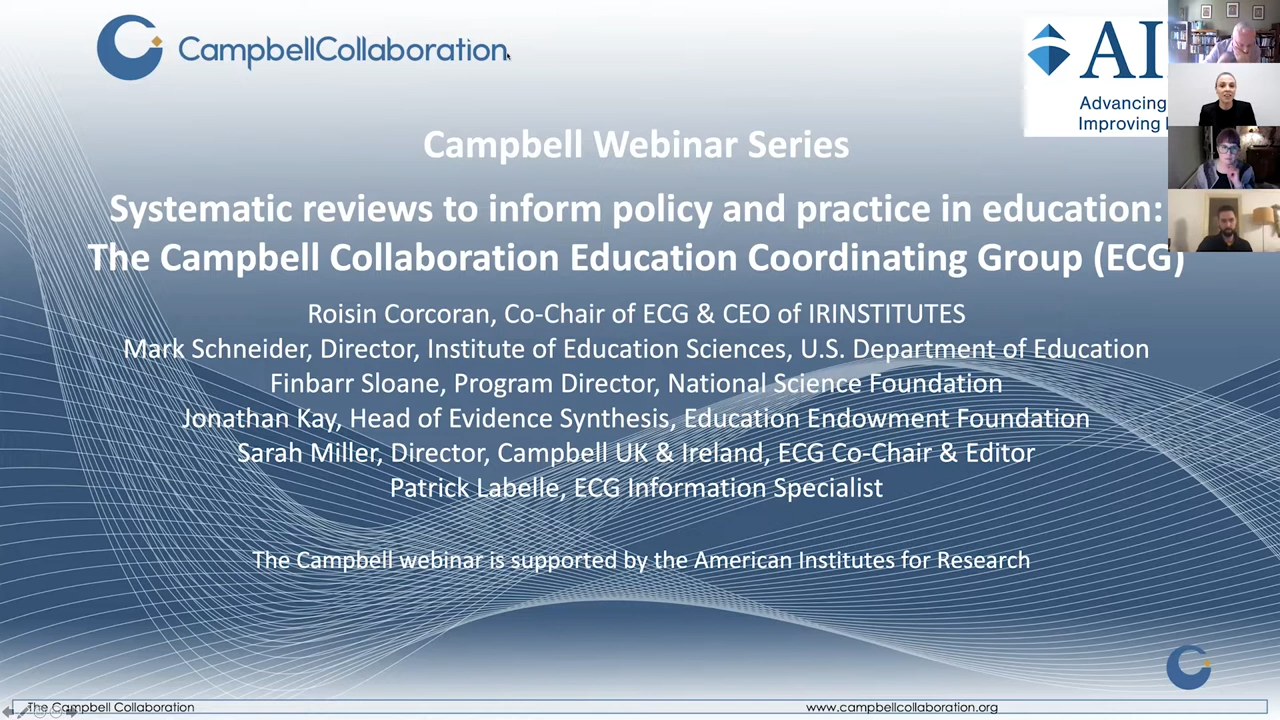 CampbellCollaboration
AI
Advancing
Improving
Campbell Webinar Series
Systematic reviews to inform policy and practice in education:
The Campbell Collaboration Education Coordinating Group (ECG)
Roisin Corcoran, Co-Chair of ECG & CEO of IRINSTITUTES
Mark Schneider, Director, Institute of Education Sciences, U.S. Department of Education
Finbarr Sloane, Program Director, National Science Foundation
Jonathan Kay, Head of Evidence Synthesis, Education Endowment Foundation
Sarah Miller, Director, Campbell UK & Ireland, ECG Co-Chair & Editor
Patrick Labelle, ECG Information Specialist
The Campbell webinar is supported by the American Institutes for Research
The Campbell Collaboration
www.campbellcollaboration.org